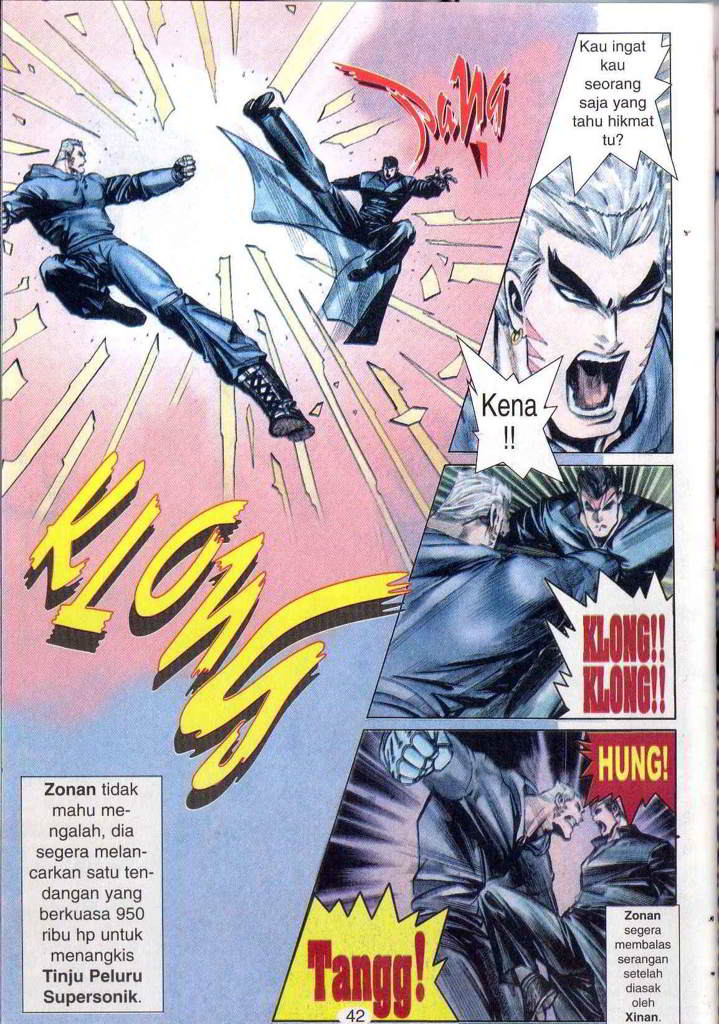 Pang
Kau ingat
kau
seorang
saja yang
tahu hikmat
tu?
Kena
!!
KLONG
KLONG!!
KLONG!!
HUNG!
Zonan tidak
mahu me-
ngalah, dia
segera melan-
carkan satu ten-
dangan yang
berkuasa 950
ribu hp untuk
menangkis
Tinju Peluru
Supersonik.
Tangg!
Zonan
segera
membalas
serangan
setelah
diasak
oleh
Xinan.
42